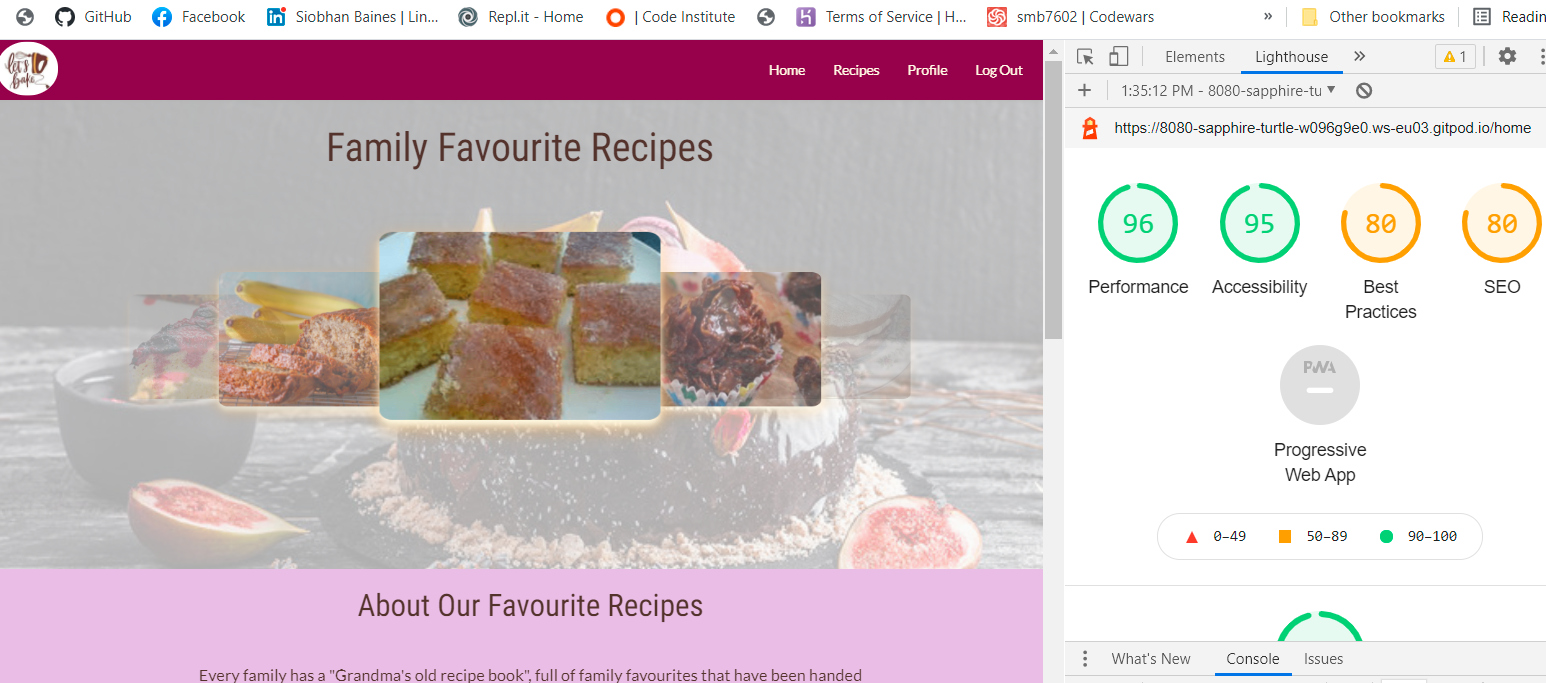 GitHub Facebook Siobhan Baines | Lin... Repl.it - Home | Code Institute Terms of Service | H... smb7602 | Codewars » Other bookmarks Readin
let's bake
Home Recipes Profile Log Out
Family Favourite Recipes
About Our Favourite Recipes
Every family has a "Grandma's old recipe book", full of family favourites that have been handed
Elements Lighthouse » 1
+ 1:35:12 PM - 8080-sapphire-tu
https://8080-sapphire-turtle-w096g9e0.ws-eu03.gitpod.io/home
96 95 80 80
Performance Accessibility Best Practices SEO
PWA
Progressive
Web App
0–49 50–89 90–100
What's New Console Issues